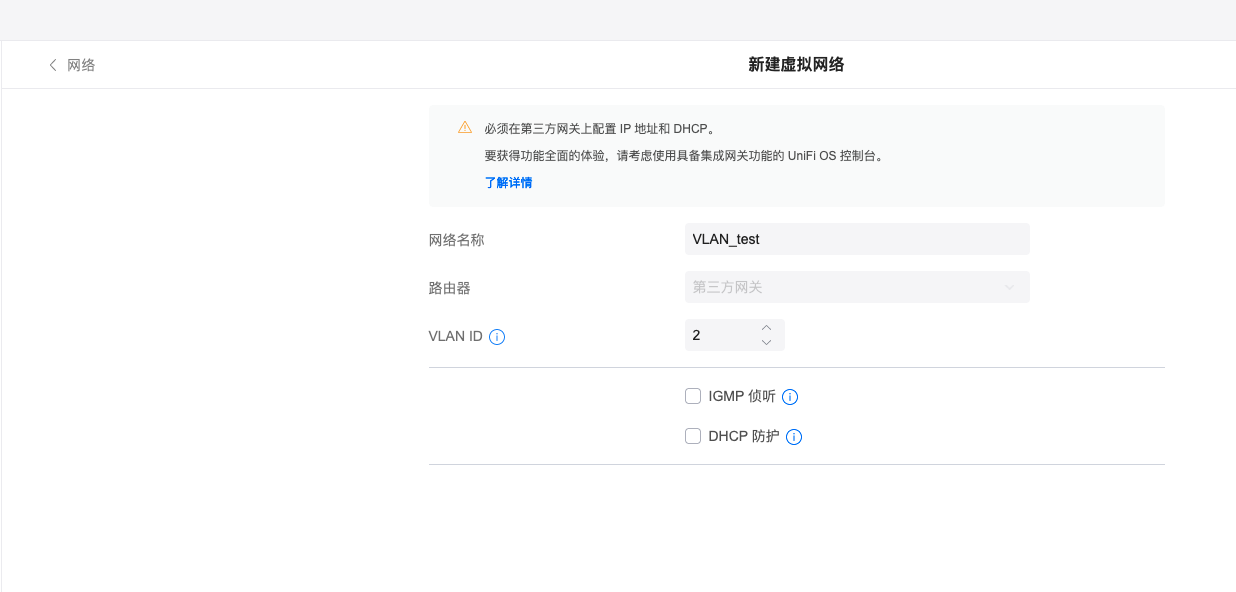 网络
新建虚拟网络
必须在第三方网关上配置 IP 地址和 DHCP。
要获得功能全面的体验，请考虑使用具备集成网关功能的 UniFi OS 控制台。
了解详情
网络名称
VLAN_test
路由器
第三方网关
VLAN ID
2
IGMP 侦听
DHCP 防护